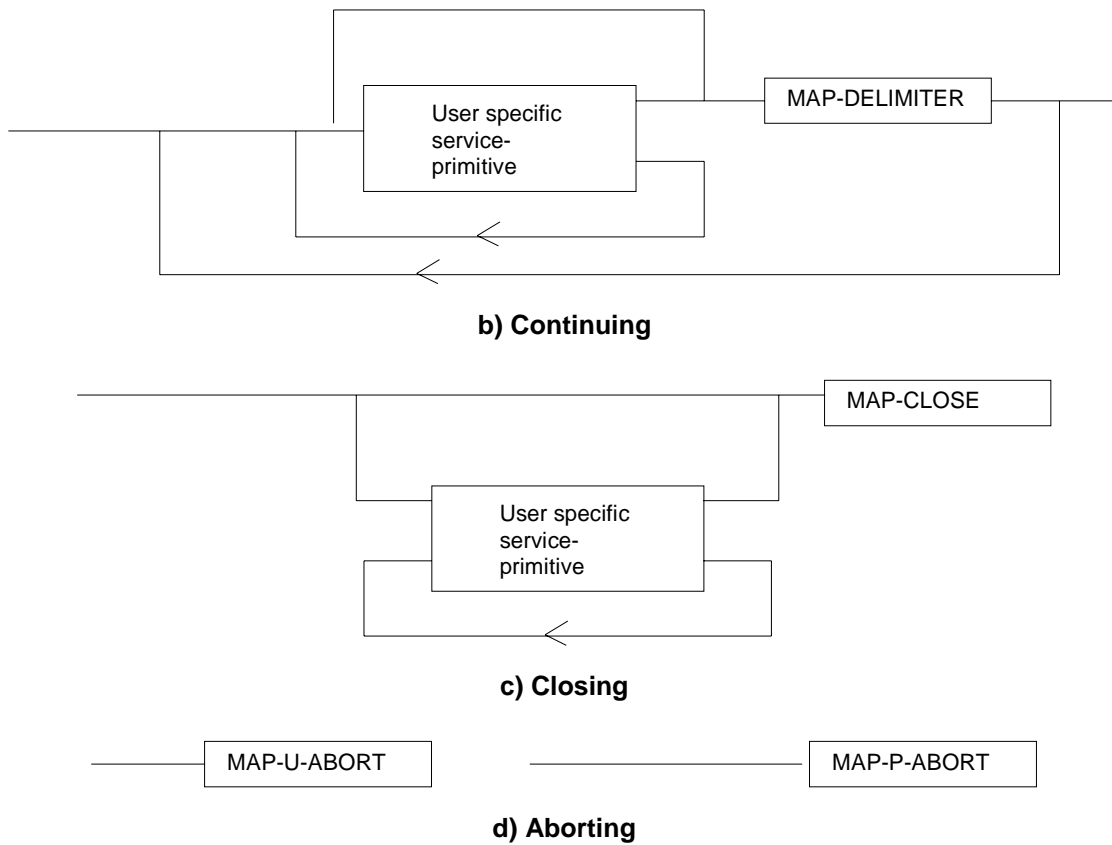 User specific
service-
primitive
MAP-DELIMITER
b) Continuing
MAP-CLOSE
User specific
service-
primitive
c) Closing
MAP-U-ABORT
MAP-P-ABORT
d) Aborting